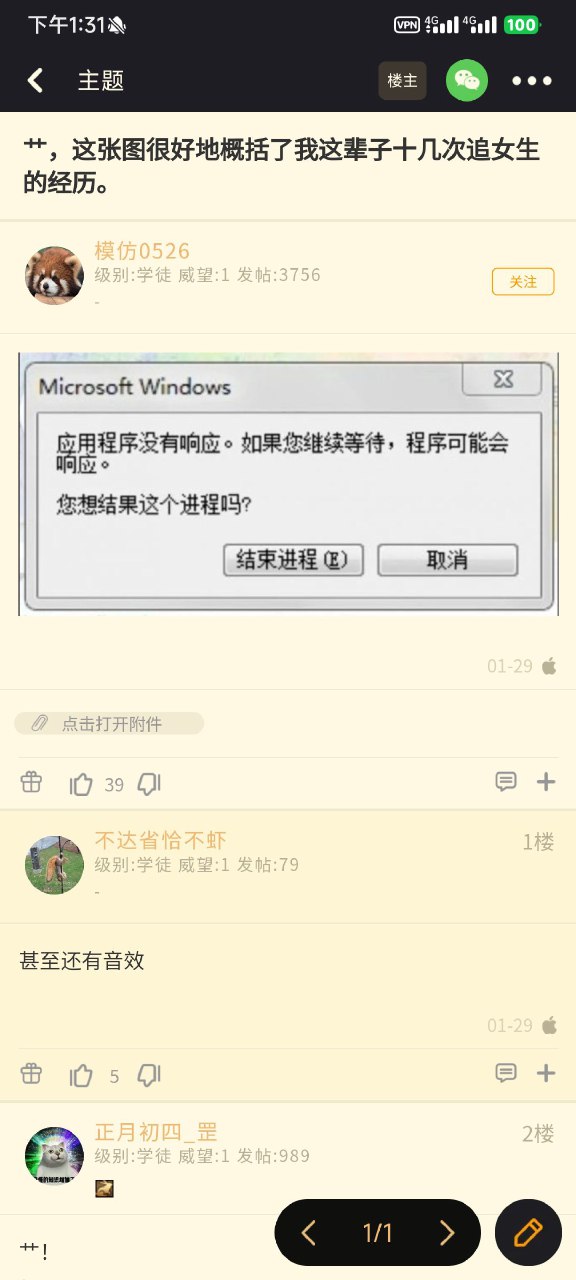 下午1:31
VPN 4G 4G 100
主题
楼主
艹，这张图很好地概括了我这辈子十几次追女生
的经历。
模仿0526
级别:学徒 威望:1 发帖:3756
-
关注
Microsoft Windows
应用程序没有响应。如果您继续等待，程序可能会
响应。
您想结果这个进程吗?
结束进程(E)
取消
01-29
点击打开附件
39
不达省恰不虾
1楼
级别:学徒 威望:1 发帖:79
-
甚至还有音效
01-29
5
正月初四_罡
2楼
级别:学徒 威望:1 发帖:989
1/1
艹！